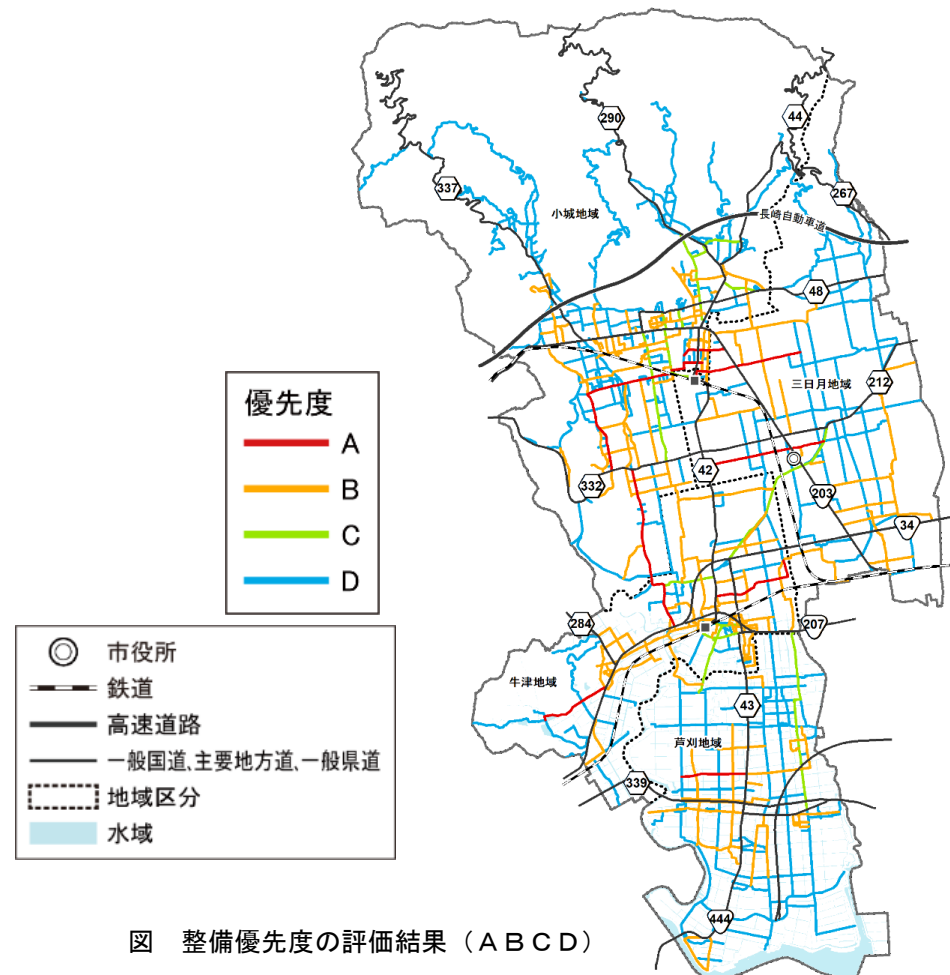 44
290
337
267
小城地域
長崎自動車道
48
三日月地域
212
優先度
A
B
C
D
42
332
203
34
284
207
牛津地域
43
芦刈地域
339
444
市役所
鉄道
高速道路
一般国道、主要地方道、一般県道
地域区分
水域
図 整備優先度の評価結果（ABCD）